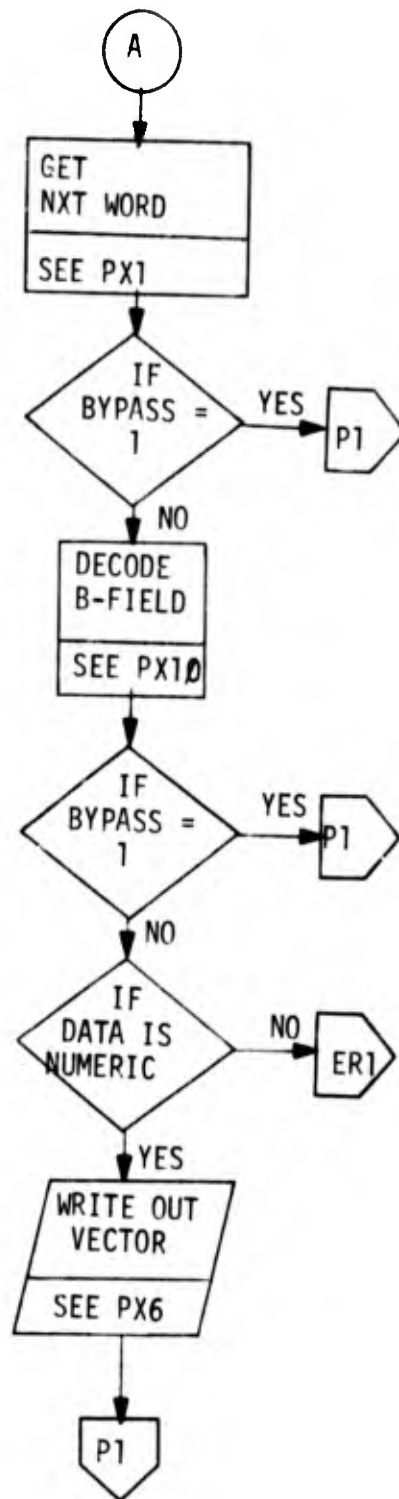 A
GET
NXT WORD
SEE PX1
IF
BYPASS =
1
YES
P1
NO
DECODE
B-FIELD
SEE PX10
IF
BYPASS =
1
YES
P1
NO
IF
DATA IS
NUMERIC
NO
ER1
YES
WRITE OUT
VECTOR
SEE PX6
P1